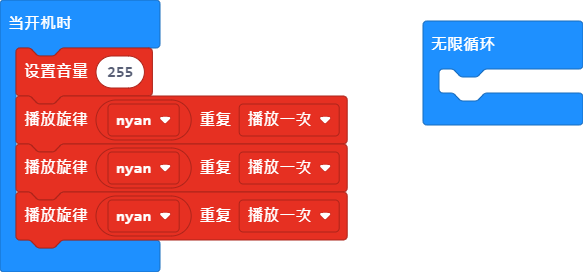 当开机时
设置音量 255
播放旋律 nyan 重复 播放一次
播放旋律 nyan 重复 播放一次
播放旋律 nyan 重复 播放一次
无限循环